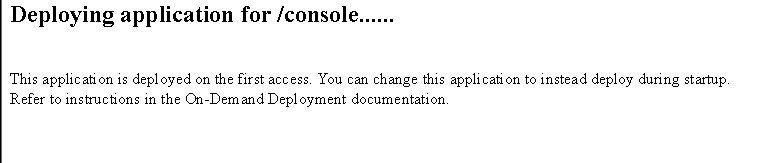 Deploying application for /console......
This application is deployed on the first access. You can change this application to instead deploy during startup.
Refer to instructions in the On-Demand Deployment documentation.